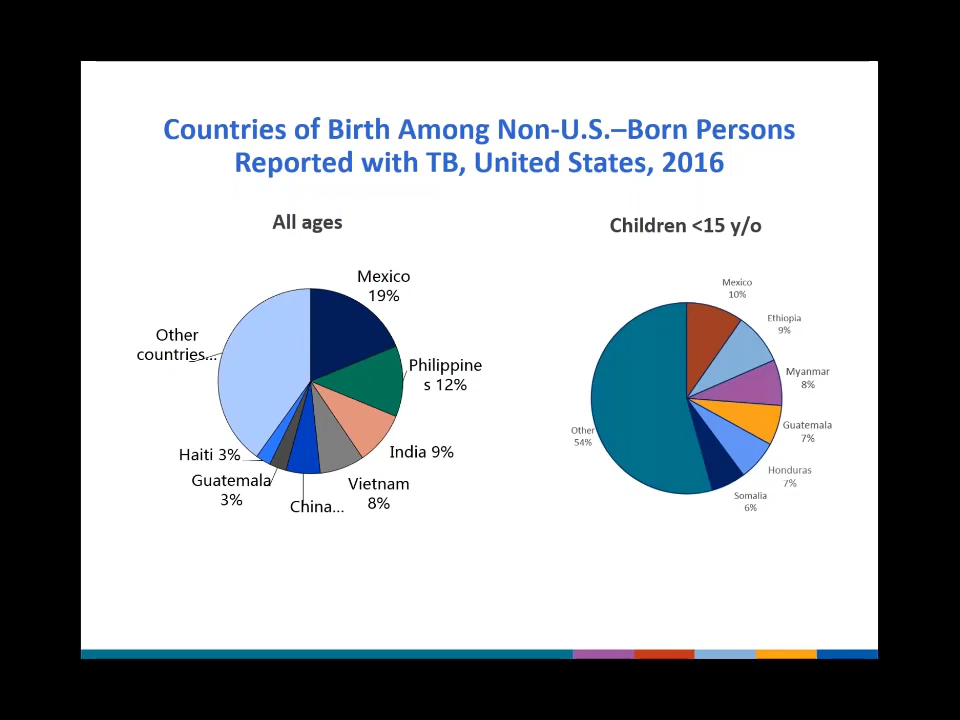 Countries of Birth Among Non-U.S.–Born Persons
Reported with TB, United States, 2016
All ages
Mexico
19%
Philippine
s 12%
India 9%
Vietnam
8%
China...
Guatemala
3%
Haiti 3%
Other
countries...
Children <15 y/o
Mexico
10%
Ethiopia
9%
Myanmar
8%
Guatemala
7%
Honduras
7%
Somalia
6%
Other
54%